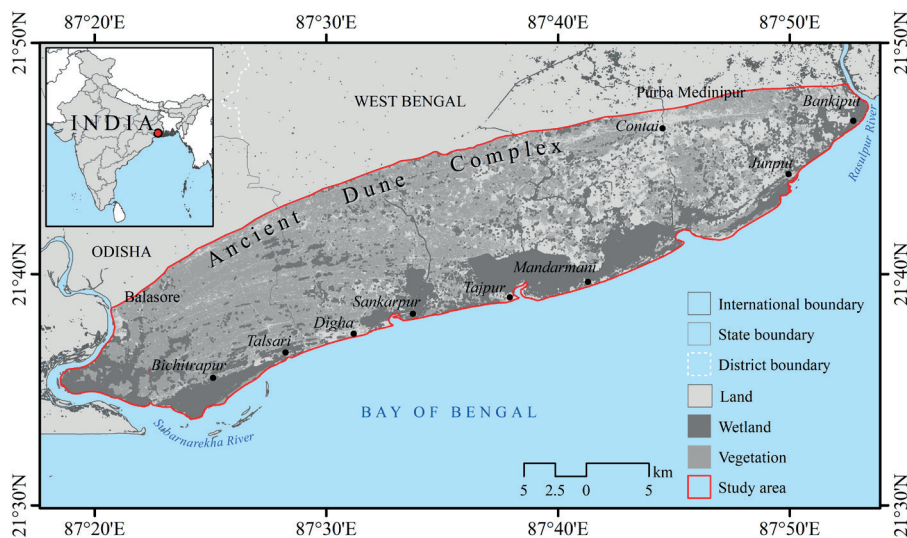 87°20'E
87°30'E
87°40'E
87°50'E
21°50'N
21°50'N
INDIA
WEST BENGAL
Purba Medinipur
Bankiput
Contai
Rasulpur River
Junput
Ancient Dune Complex
ODISHA
21°40'N
21°40'N
Balasore
Mandarmani
Tajpur
Sankarpur
Digha
Talsari
Bichitrapur
International boundary
State boundary
District boundary
Land
Wetland
Vegetation
Study area
BAY OF BENGAL
Subarnarekha River
km
5 2.5 0 5
21°30'N
21°30'N
87°20'E
87°30'E
87°40'E
87°50'E